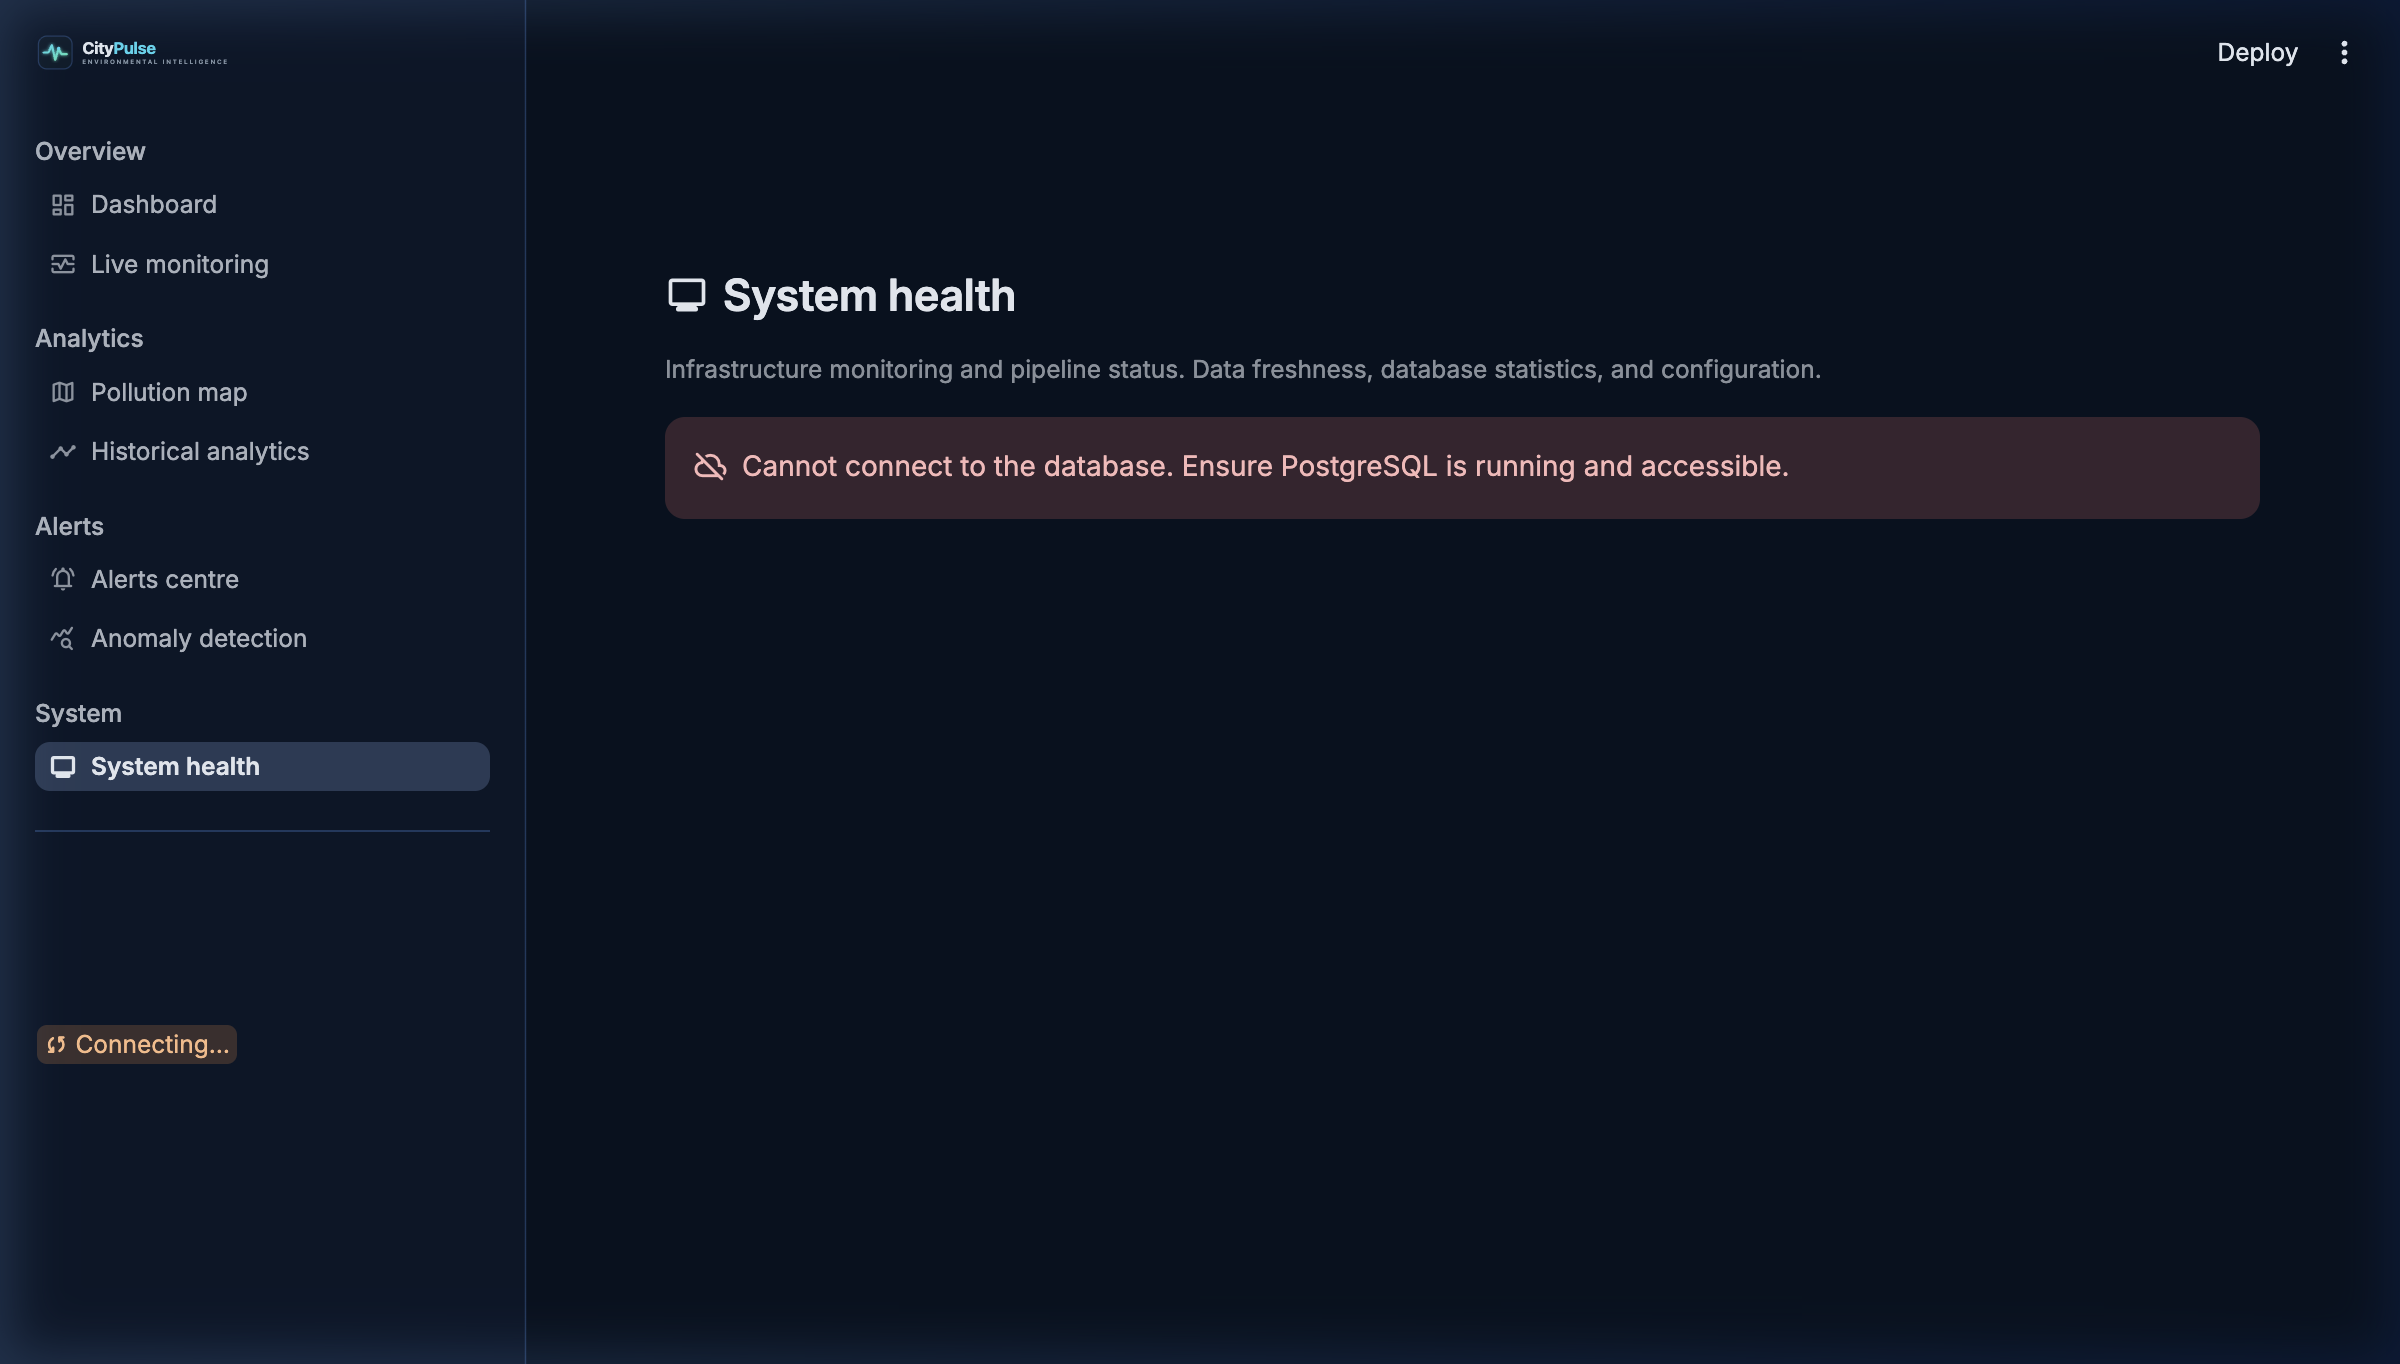 CityPulse
ENVIRONMENTAL INTELLIGENCE
Deploy
Overview
Dashboard
Live monitoring
Analytics
Pollution map
Historical analytics
Alerts
Alerts centre
Anomaly detection
System
System health
Connecting...
System health
Infrastructure monitoring and pipeline status. Data freshness, database statistics, and configuration.
Cannot connect to the database. Ensure PostgreSQL is running and accessible.